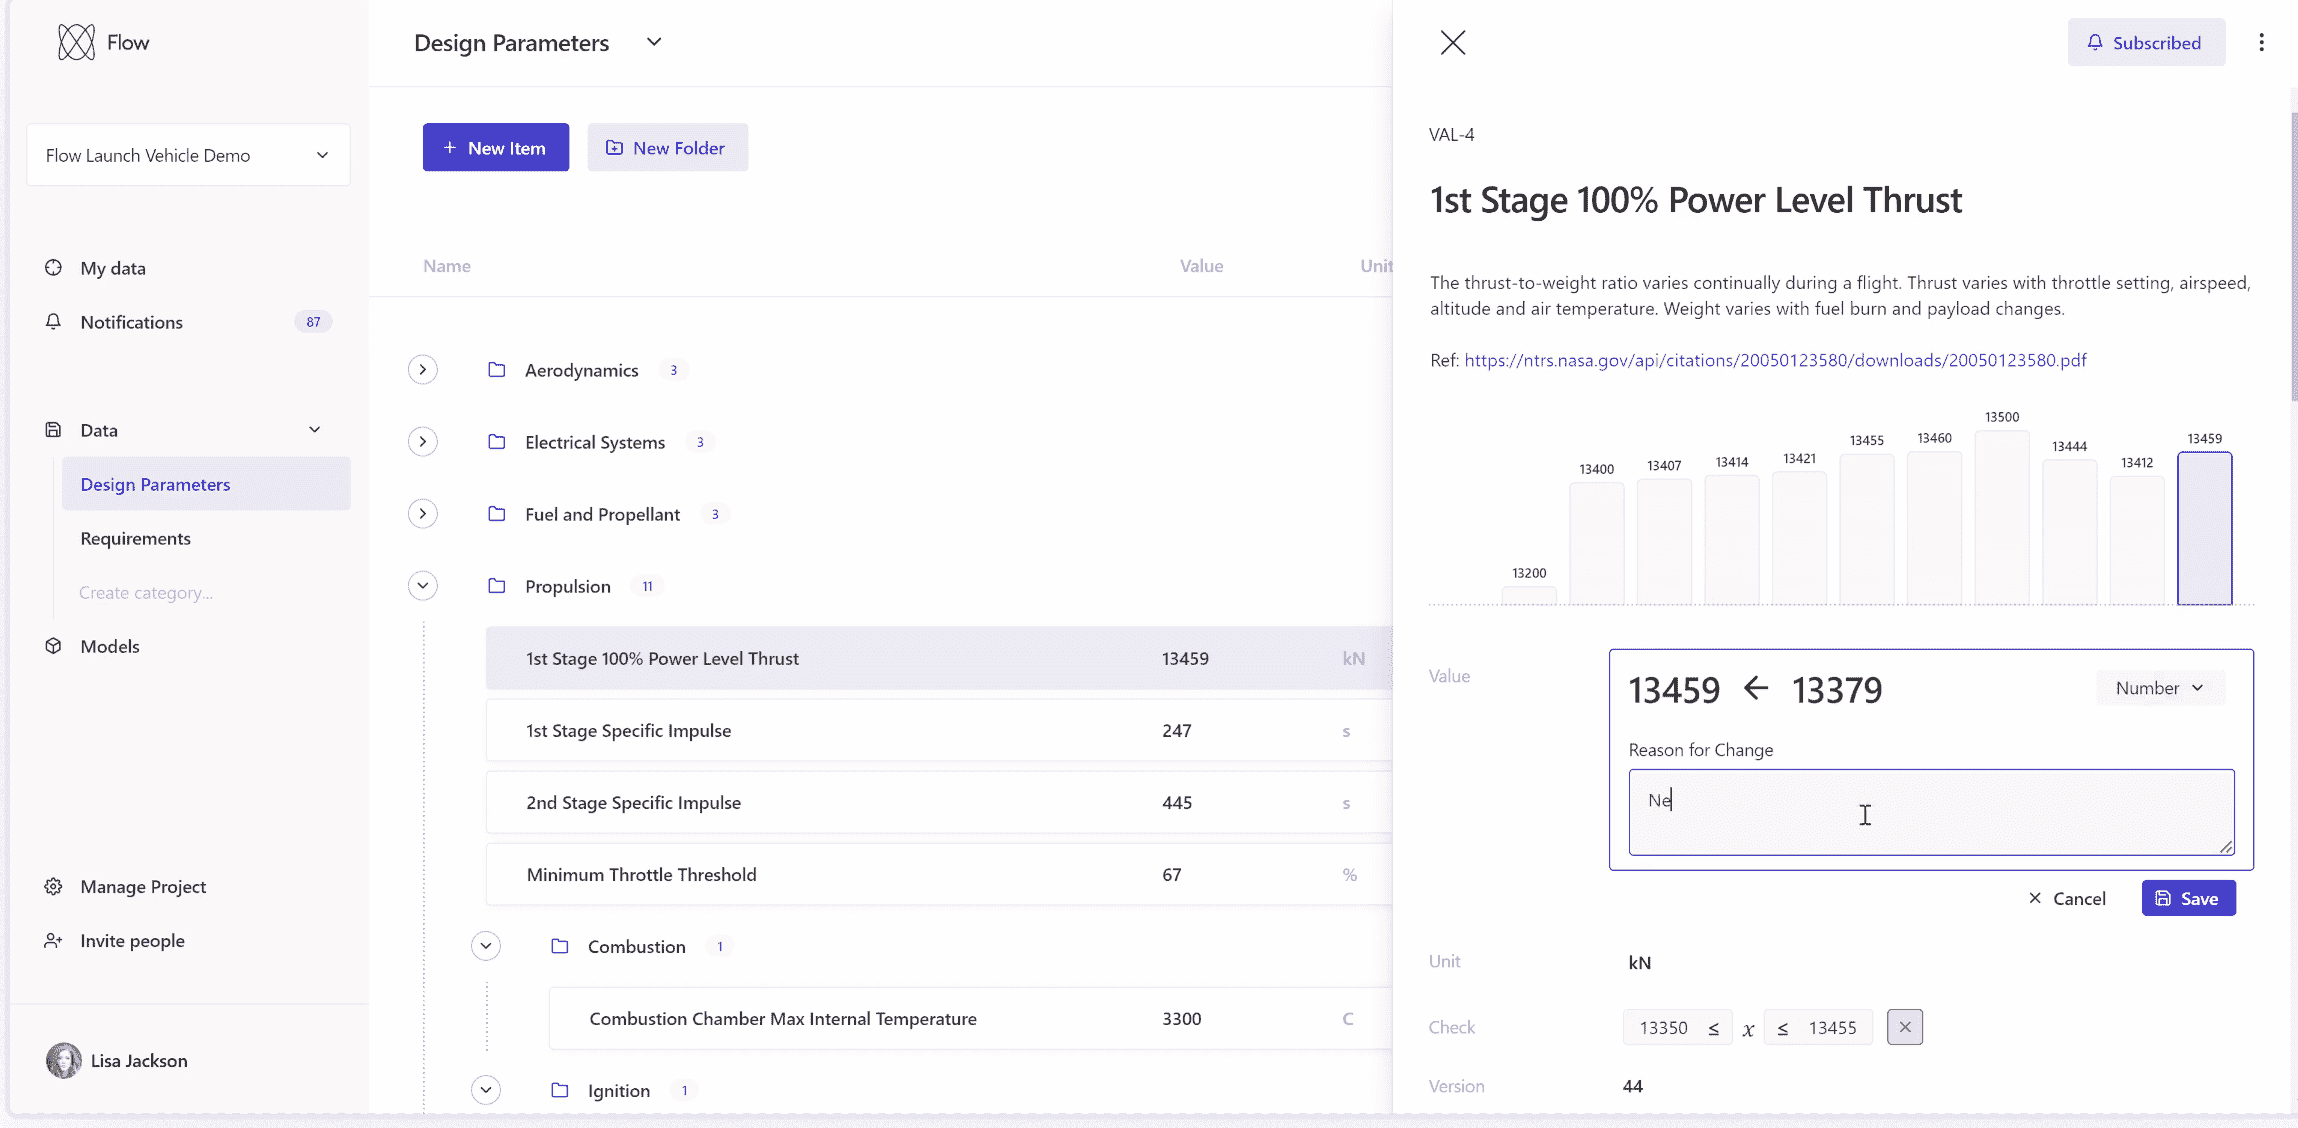 Flow
Flow Launch Vehicle Demo
My data
Notifications 87
Data
Design Parameters
Requirements
Create category...
Models
Manage Project
Invite people
Lisa Jackson
Design Parameters
+ New Item
New Folder
Name Value Unit
Aerodynamics 3
Electrical Systems 3
Fuel and Propellant 3
Propulsion 11
1st Stage 100% Power Level Thrust 13459 kN
1st Stage Specific Impulse 247 s
2nd Stage Specific Impulse 445 s
Minimum Throttle Threshold 67 %
Combustion 1
Combustion Chamber Max Internal Temperature 3300 C
Ignition 1
Subscribed
VAL-4
1st Stage 100% Power Level Thrust
The thrust-to-weight ratio varies continually during a flight. Thrust varies with throttle setting, airspeed,
altitude and air temperature. Weight varies with fuel burn and payload changes.
Ref: https://ntrs.nasa.gov/api/citations/20050123580/downloads/20050123580.pdf
13200 13400 13407 13414 13421 13455 13460 13500 13444 13412 13459
Value
13459 ← 13379 Number
Reason for Change
Ne
Cancel Save
Unit kN
Check 13350 ≤ x ≤ 13455
Version 44